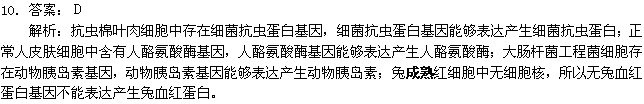 10. 答案： D
解析：抗虫棉叶肉细胞中存在细菌抗虫蛋白基因，细菌抗虫蛋白基因能够表达产生细菌抗虫蛋白；正
常人皮肤细胞中含有人酪氨酸酶基因，人酪氨酸酶基因能够表达产生人酪氨酸酶；大肠杆菌工程菌细胞存
在动物胰岛素基因，动物胰岛素基因能够表达产生动物胰岛素；兔成熟红细胞中无细胞核，所以无兔血红
蛋白基因不能表达产生兔血红蛋白。